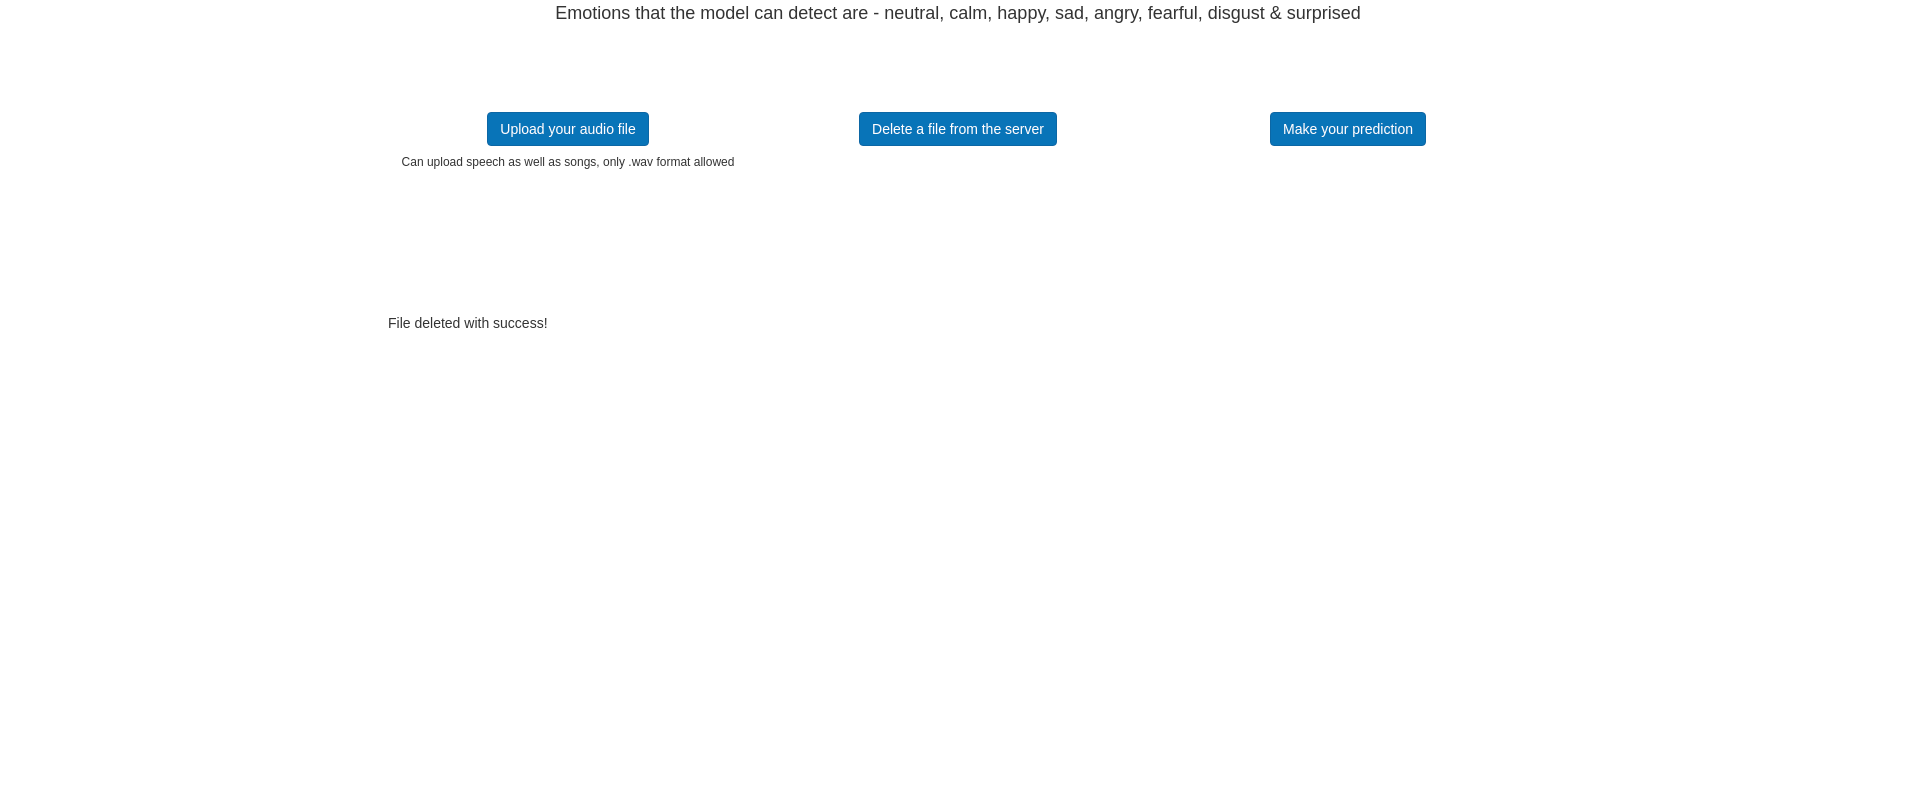 Emotions that the model can detect are - neutral, calm, happy, sad, angry, fearful, disgust & surprised
Upload your audio file
Delete a file from the server
Make your prediction
Can upload speech as well as songs, only .wav format allowed
File deleted with success!